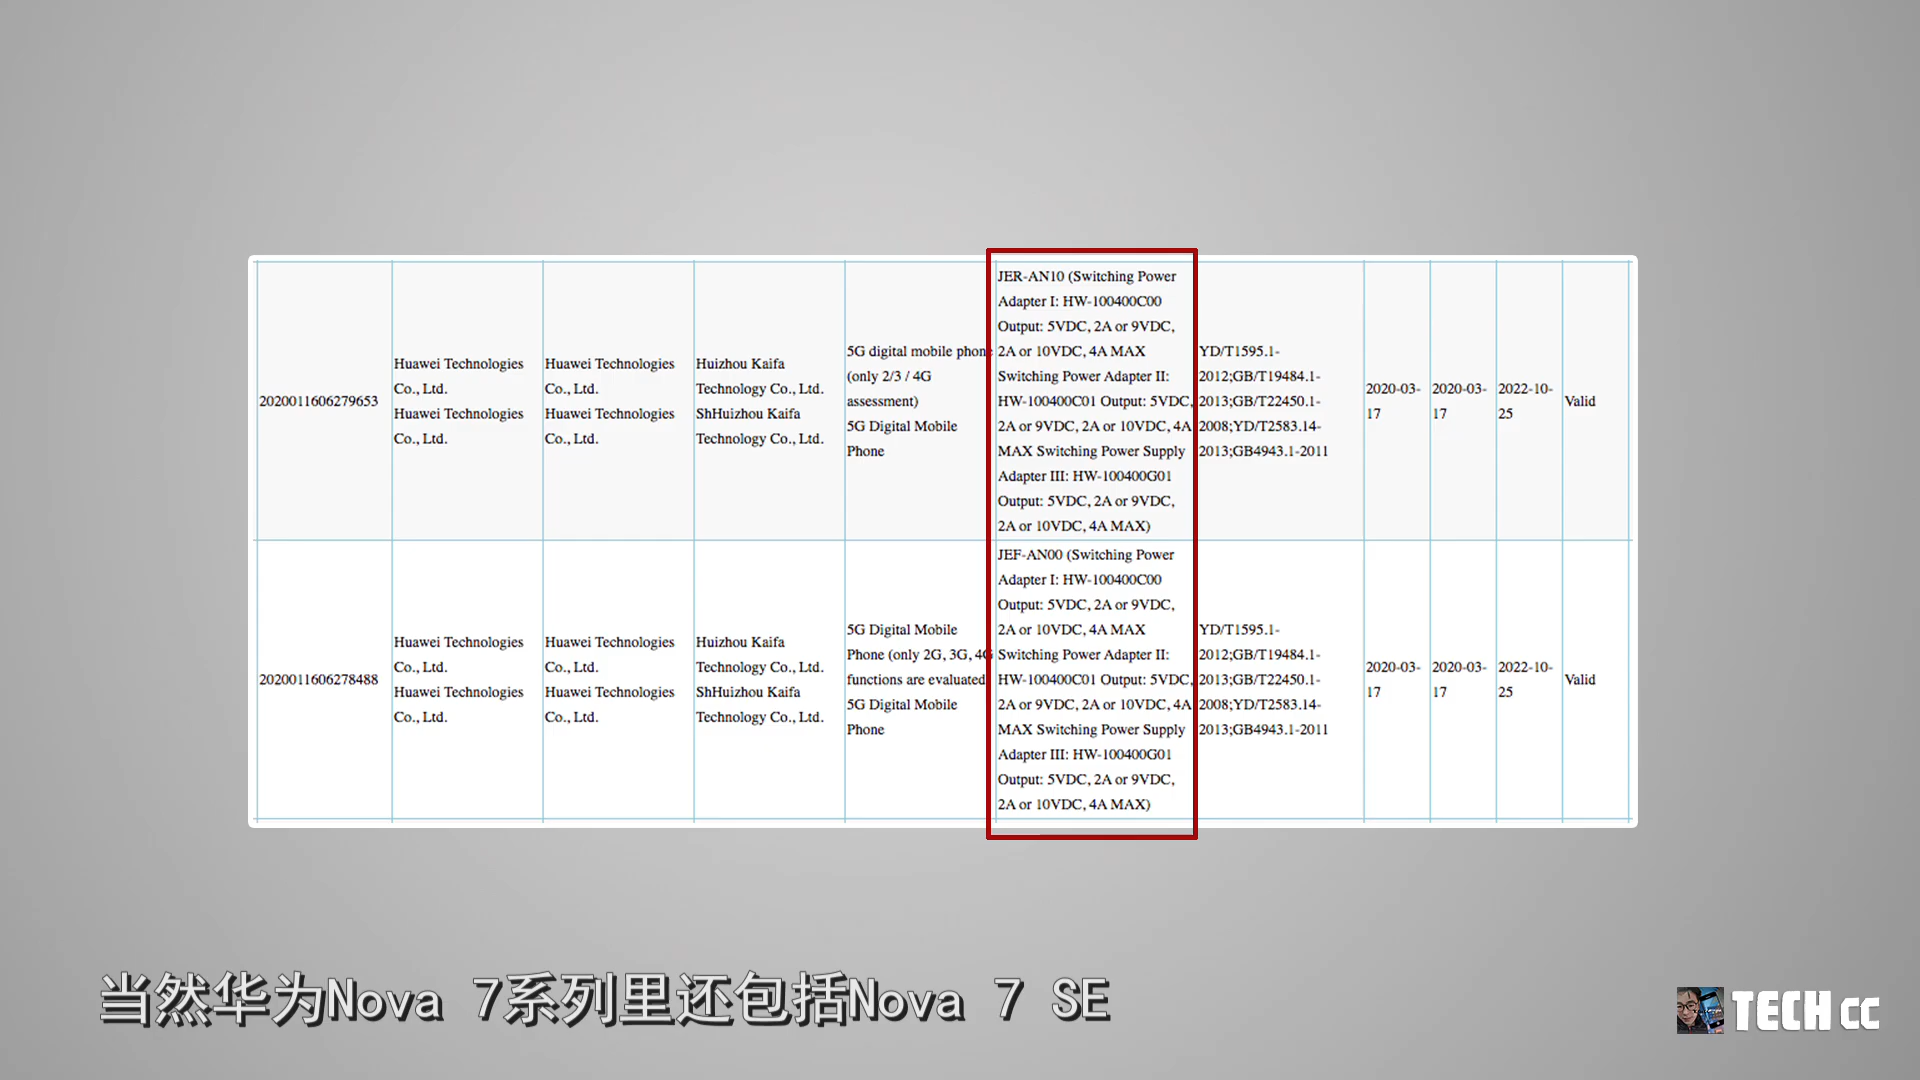 2020011606279653
Huawei Technologies
Co., Ltd.
Huawei Technologies
Co., Ltd.
Huawei Technologies
Co., Ltd.
Huawei Technologies
Co., Ltd.
Huizhou Kaifa
Technology Co., Ltd.
ShHuizhou Kaifa
Technology Co., Ltd.
5G digital mobile phone
(only 2/3 / 4G
assessment)
5G Digital Mobile
Phone
JER-AN10 (Switching Power
Adapter I: HW-100400C00
Output: 5VDC, 2A or 9VDC,
2A or 10VDC, 4A MAX
Switching Power Adapter II:
HW-100400C01 Output: 5VDC,
2A or 9VDC, 2A or 10VDC, 4A
MAX Switching Power Supply
Adapter III: HW-100400G01
Output: 5VDC, 2A or 9VDC,
2A or 10VDC, 4A MAX)
YD/T1595.1-
2012;GB/T19484.1-
2013;GB/T22450.1-
2008;YD/T2583.14-
2013;GB4943.1-2011
2020-03-
17
2020-03-
17
2022-10-
25
Valid
2020011606278488
Huawei Technologies
Co., Ltd.
Huawei Technologies
Co., Ltd.
Huawei Technologies
Co., Ltd.
Huawei Technologies
Co., Ltd.
Huizhou Kaifa
Technology Co., Ltd.
ShHuizhou Kaifa
Technology Co., Ltd.
5G Digital Mobile
Phone (only 2G, 3G, 4G
functions are evaluated
5G Digital Mobile
Phone
JEF-AN00 (Switching Power
Adapter I: HW-100400C00
Output: 5VDC, 2A or 9VDC,
2A or 10VDC, 4A MAX
Switching Power Adapter II:
HW-100400C01 Output: 5VDC,
2A or 9VDC, 2A or 10VDC, 4A
MAX Switching Power Supply
Adapter III: HW-100400G01
Output: 5VDC, 2A or 9VDC,
2A or 10VDC, 4A MAX)
YD/T1595.1-
2012;GB/T19484.1-
2013;GB/T22450.1-
2008;YD/T2583.14-
2013;GB4943.1-2011
2020-03-
17
2020-03-
17
2022-10-
25
Valid
当然华为Nova 7系列里还包括Nova 7 SE
TECH cc